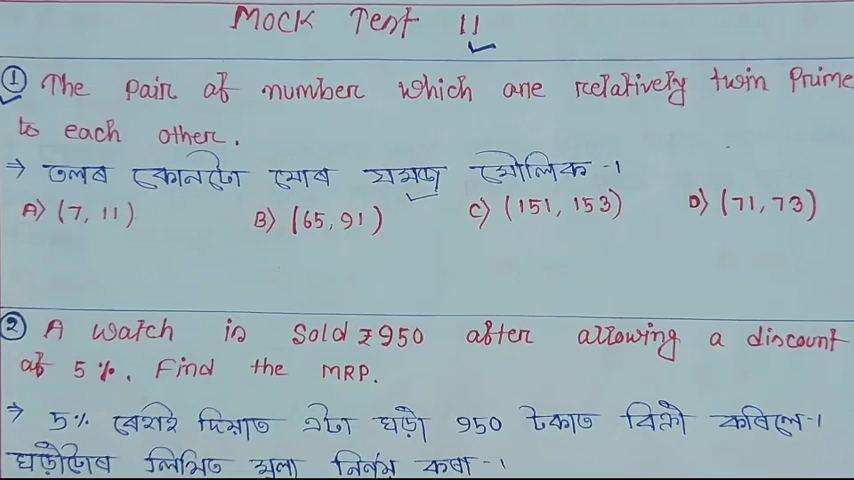 Mock Test 11
① The pair of number which are relatively twin prime
to each other.
⇒ তলৰ কোনটো যোৰ যমজ মৌলিক -।
A) (7, 11) B) (65, 91) C) (151, 153) D) (71, 73)
② A watch is sold ₹950 after allowing a discount
of 5%. Find the MRP.
⇒ 5% ৰেহাই দিয়াত এটা ঘড়ী 950 টকাত বিক্ৰী কৰিলে -।
ঘড়ীটোৰ লিখিত মূল্য নিৰ্নয় কৰা -।